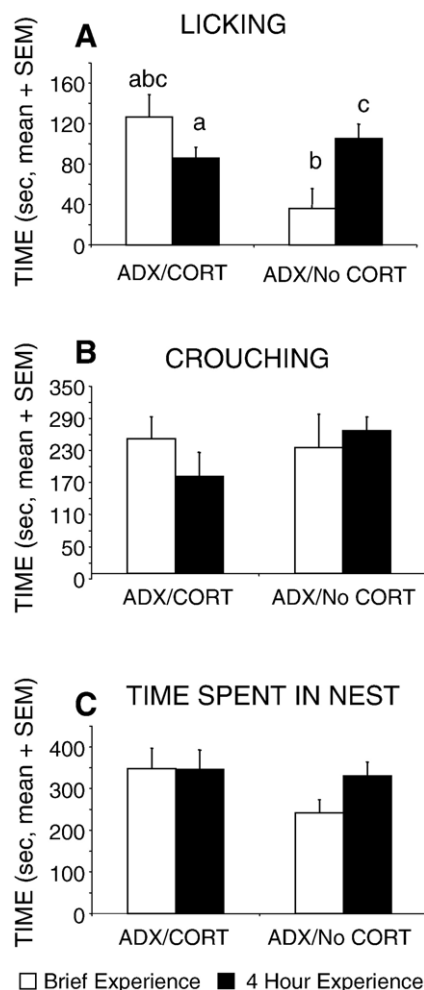 A LICKING
TIME (sec, mean + SEM)
160
120
80
40
0
abc
a
b
c
ADX/CORT ADX/No CORT
B CROUCHING
TIME (sec, mean + SEM)
350
290
230
170
110
50
0
ADX/CORT ADX/No CORT
C TIME SPENT IN NEST
TIME (sec, mean + SEM)
400
300
200
100
0
ADX/CORT ADX/No CORT
Brief Experience 4 Hour Experience